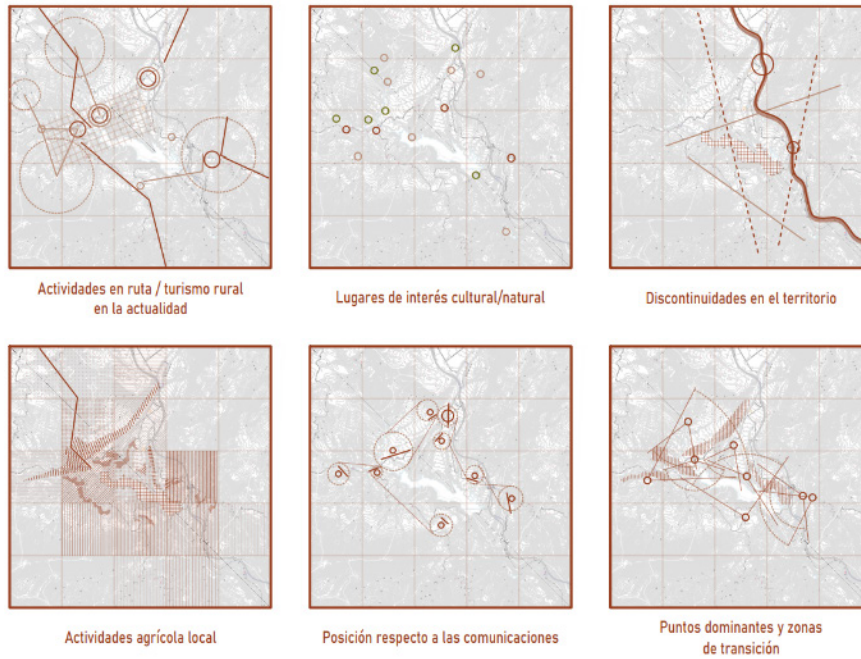 Actividades en ruta / turismo rural
en la actualidad
Lugares de interés cultural/natural
Discontinuidades en el territorio
Actividades agrícola local
Posición respecto a las comunicaciones
Puntos dominantes y zonas
de transición